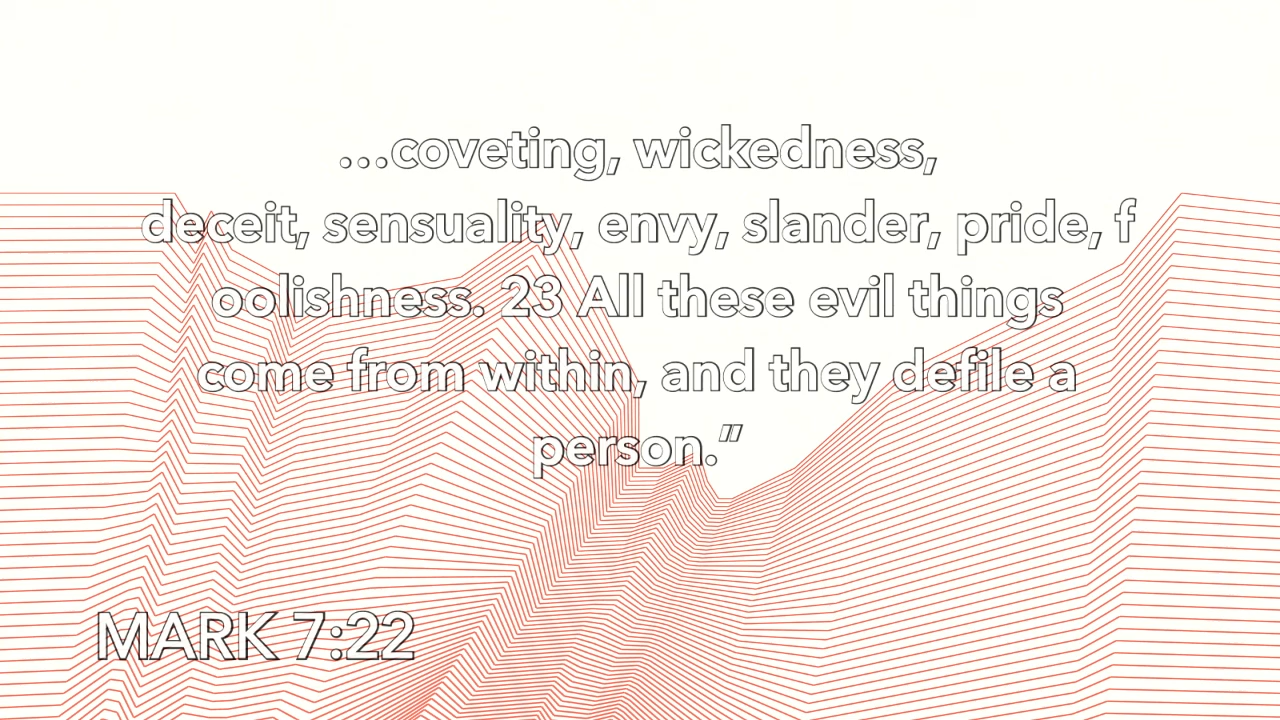 …coveting, wickedness,
deceit, sensuality, envy, slander, pride, f
oolishness. 23 All these evil things
come from within, and they defile a
person.”
MARK 7:22